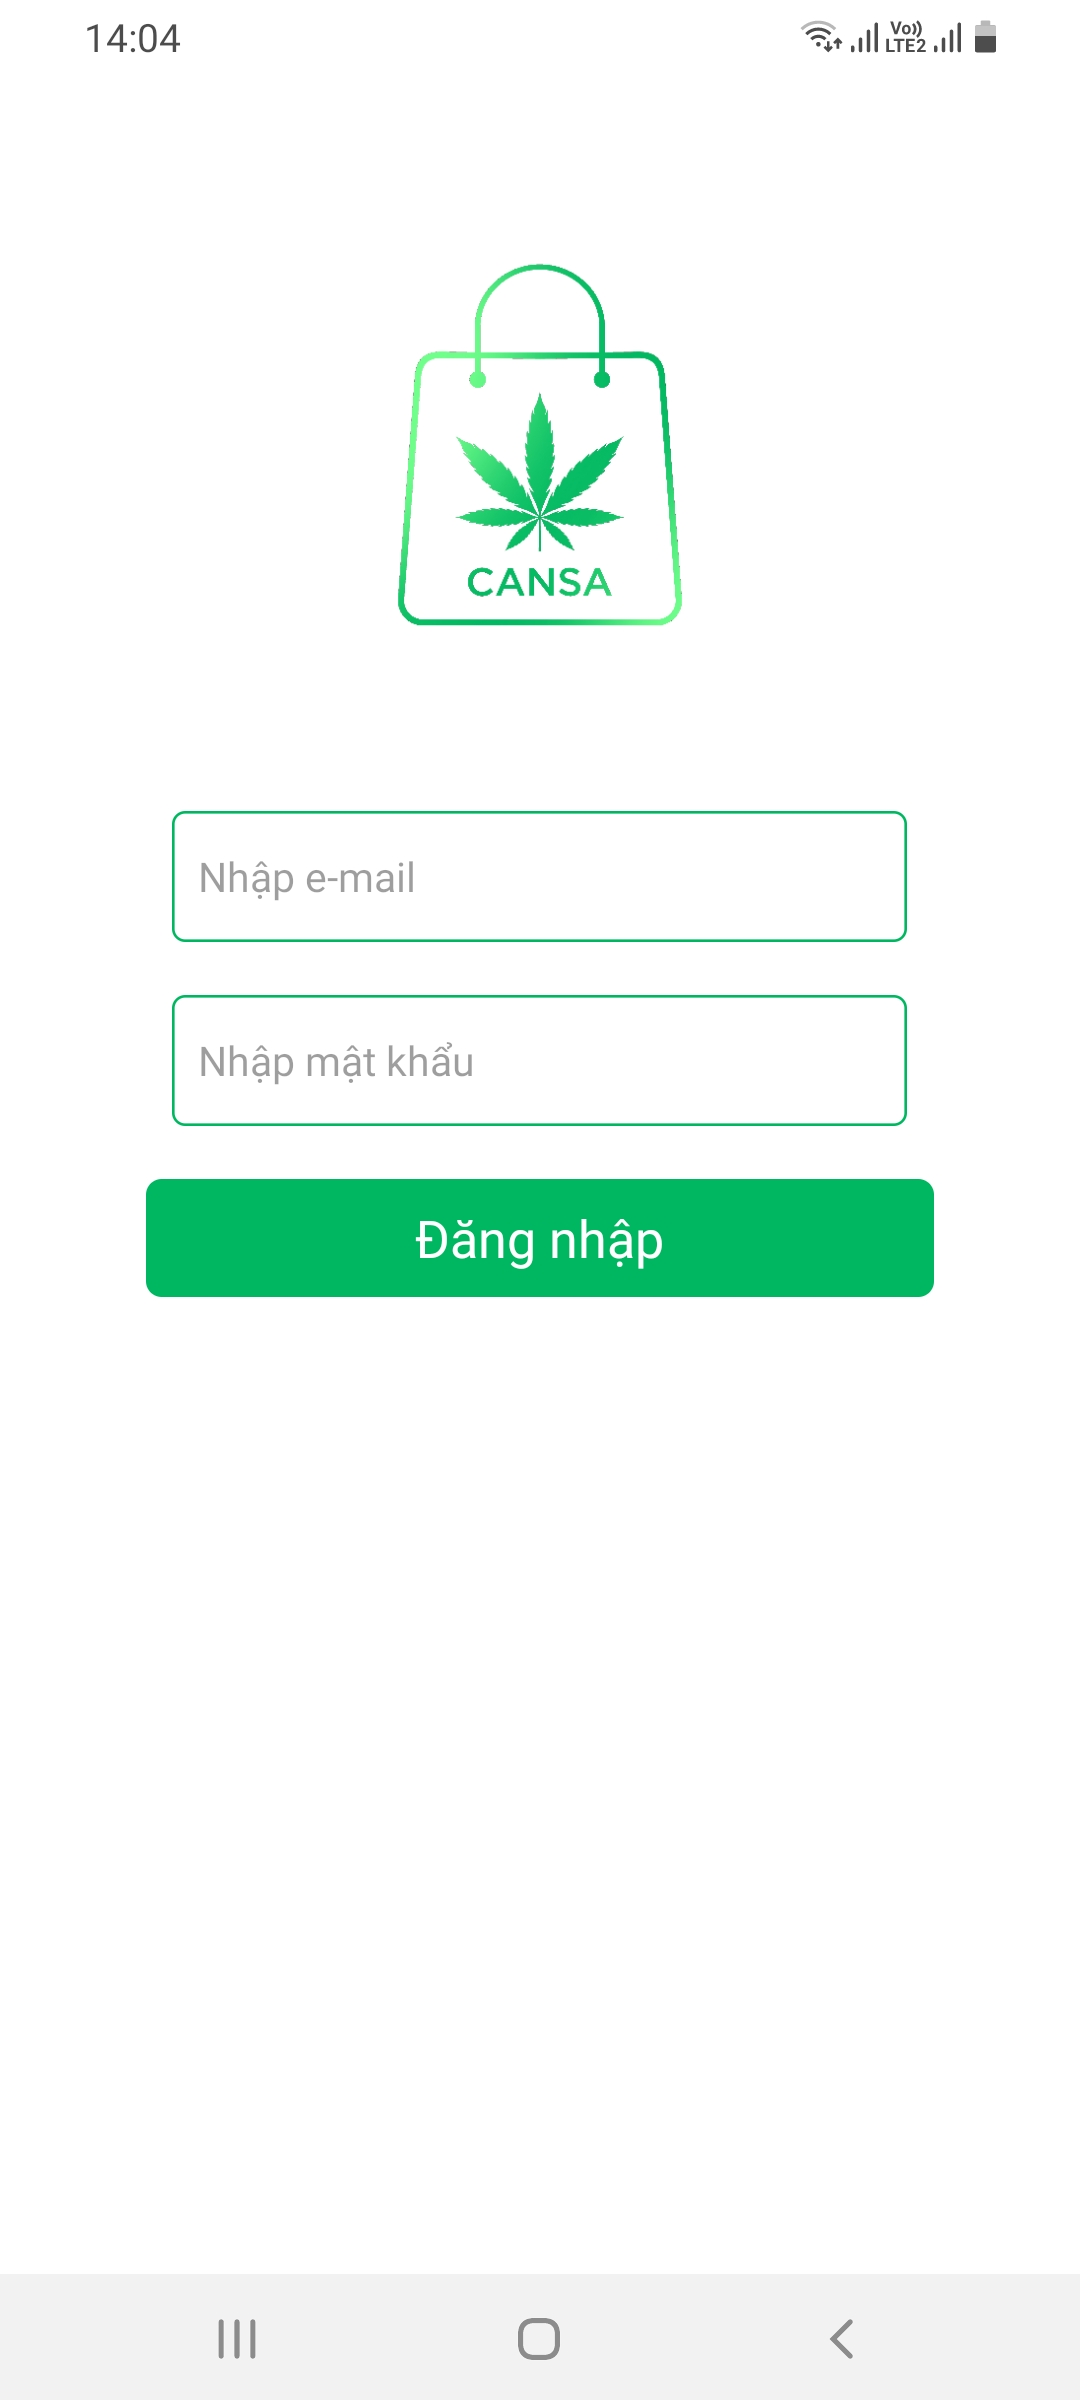 14:04
Vo))
LTE2
CANSA
Nhập e-mail
Nhập mật khẩu
Đăng nhập